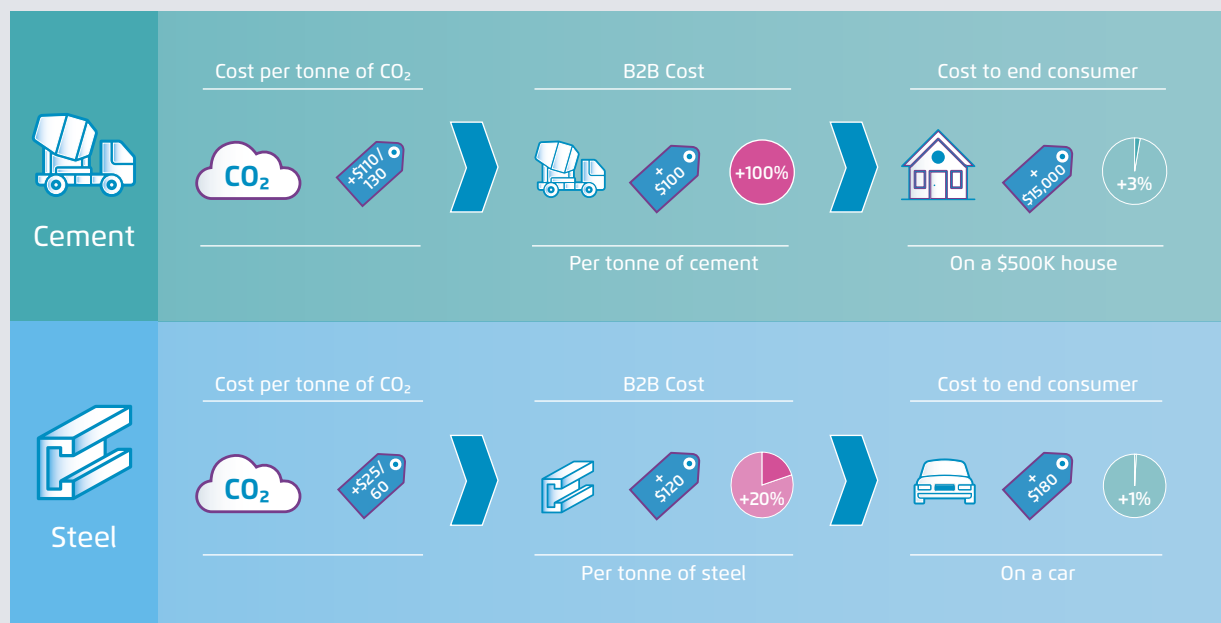 Cement
Cost per tonne of CO₂
CO₂
+$110/
130
B2B Cost
+
$100
+100%
Per tonne of cement
Cost to end consumer
+
$15,000
+3%
On a $500K house
Steel
Cost per tonne of CO₂
CO₂
+$25/
60
B2B Cost
+
$120
+20%
Per tonne of steel
Cost to end consumer
+
$180
+1%
On a car